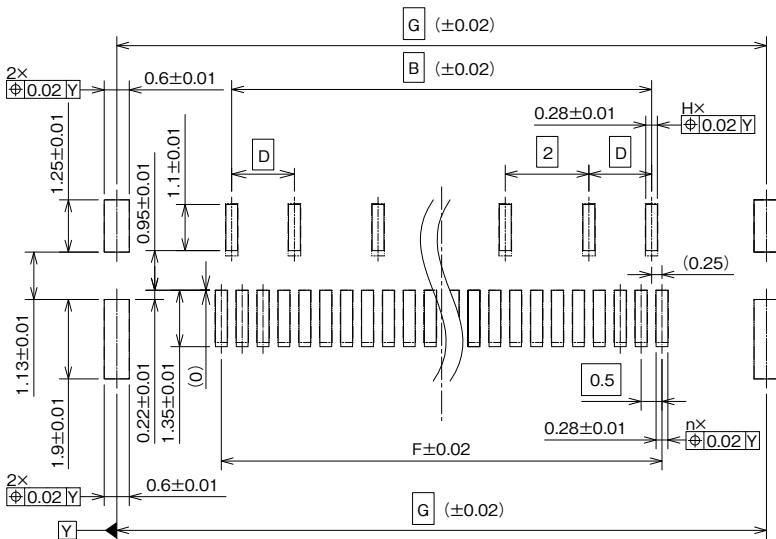 G (±0.02)
2×
⌖ 0.02 Y
0.6±0.01
B (±0.02)
0.28±0.01
H×
⌖ 0.02 Y
1.25±0.01
D
1.1±0.01
2
D
0.95±0.01
(0.25)
1.13±0.01
1.9±0.01
0.22±0.01
1.35±0.01
(0)
0.5
0.28±0.01
n×
⌖ 0.02 Y
F±0.02
2×
⌖ 0.02 Y
0.6±0.01
G (±0.02)
Y